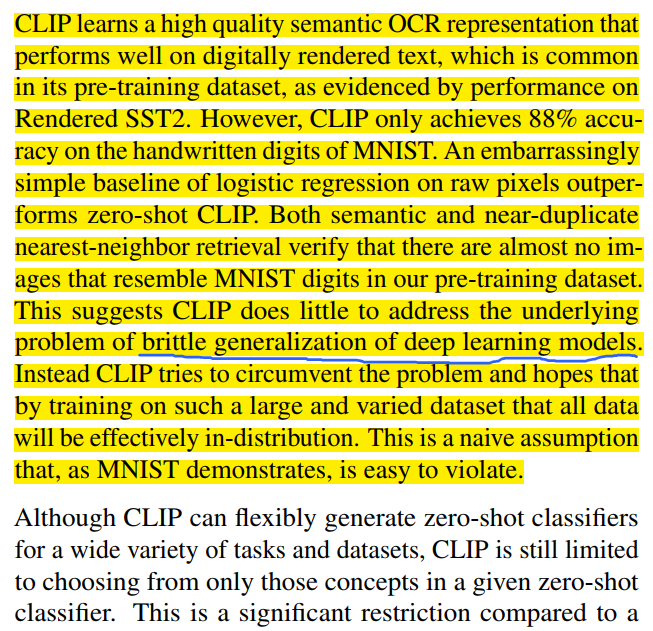 CLIP learns a high quality semantic OCR representation that
performs well on digitally rendered text, which is common
in its pre-training dataset, as evidenced by performance on
Rendered SST2. However, CLIP only achieves 88% accu-
racy on the handwritten digits of MNIST. An embarrassingly
simple baseline of logistic regression on raw pixels outper-
forms zero-shot CLIP. Both semantic and near-duplicate
nearest-neighbor retrieval verify that there are almost no im-
ages that resemble MNIST digits in our pre-training dataset.
This suggests CLIP does little to address the underlying
problem of brittle generalization of deep learning models.
Instead CLIP tries to circumvent the problem and hopes that
by training on such a large and varied dataset that all data
will be effectively in-distribution. This is a naive assumption
that, as MNIST demonstrates, is easy to violate.
Although CLIP can flexibly generate zero-shot classifiers
for a wide variety of tasks and datasets, CLIP is still limited
to choosing from only those concepts in a given zero-shot
classifier. This is a significant restriction compared to a